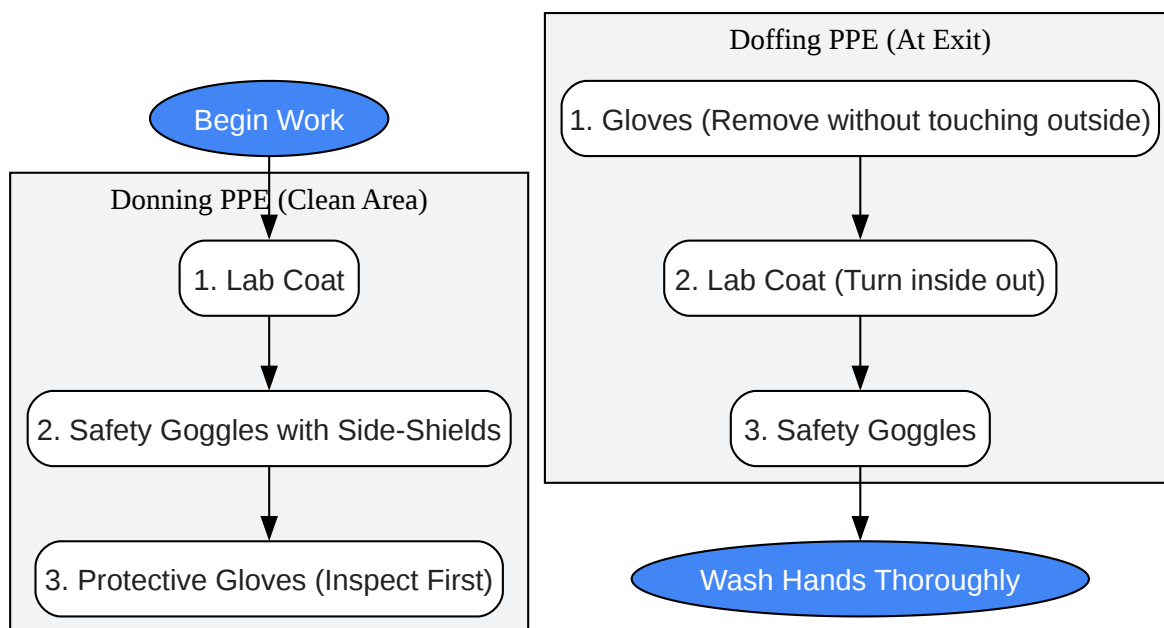 Begin Work
Donning PPE (Clean Area)
1. Lab Coat
2. Safety Goggles with Side-Shields
3. Protective Gloves (Inspect First)
Doffing PPE (At Exit)
1. Gloves (Remove without touching outside)
2. Lab Coat (Turn inside out)
3. Safety Goggles
Wash Hands Thoroughly